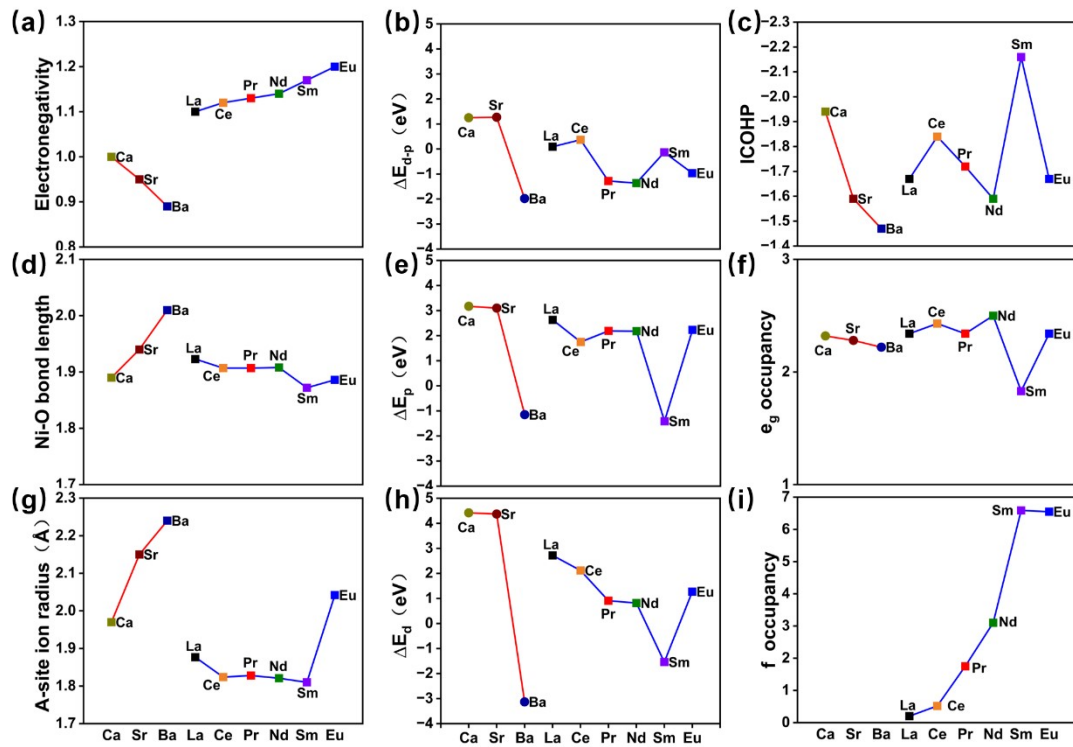 (a)
Electronegativity
1.3
1.2
1.1
1.0
0.9
0.8
Ca
Sr
Ba
La
Ce
Pr
Nd
Sm
Eu
(b)
ΔE_d-p (eV)
5
4
3
2
1
0
−1
−2
−3
−4
Ca
Sr
Ba
La
Ce
Pr
Nd
Sm
Eu
(c)
ICOHP
-2.3
-2.2
-2.1
-2.0
-1.9
-1.8
-1.7
-1.6
-1.5
-1.4
Ca
Sr
Ba
La
Ce
Pr
Nd
Sm
Eu
(d)
Ni-O bond length
2.1
2.0
1.9
1.8
1.7
Ca
Sr
Ba
La
Ce
Pr
Nd
Sm
Eu
(e)
ΔE_p (eV)
5
4
3
2
1
0
−1
−2
−3
−4
Ca
Sr
Ba
La
Ce
Pr
Nd
Sm
Eu
(f)
e_g occupancy
3
2
1
Ca
Sr
Ba
La
Ce
Pr
Nd
Sm
Eu
(g)
A-site ion radius (Å)
2.3
2.2
2.1
2.0
1.9
1.8
1.7
Ca
Sr
Ba
La
Ce
Pr
Nd
Sm
Eu
Ca Sr Ba La Ce Pr Nd Sm Eu
(h)
ΔE_d (eV)
5
4
3
2
1
0
−1
−2
−3
−4
Ca
Sr
Ba
La
Ce
Pr
Nd
Sm
Eu
Ca Sr Ba La Ce Pr Nd Sm Eu
(i)
f occupancy
7
6
5
4
3
2
1
0
La
Ce
Pr
Nd
Sm
Eu
Ca Sr Ba La Ce Pr Nd Sm Eu